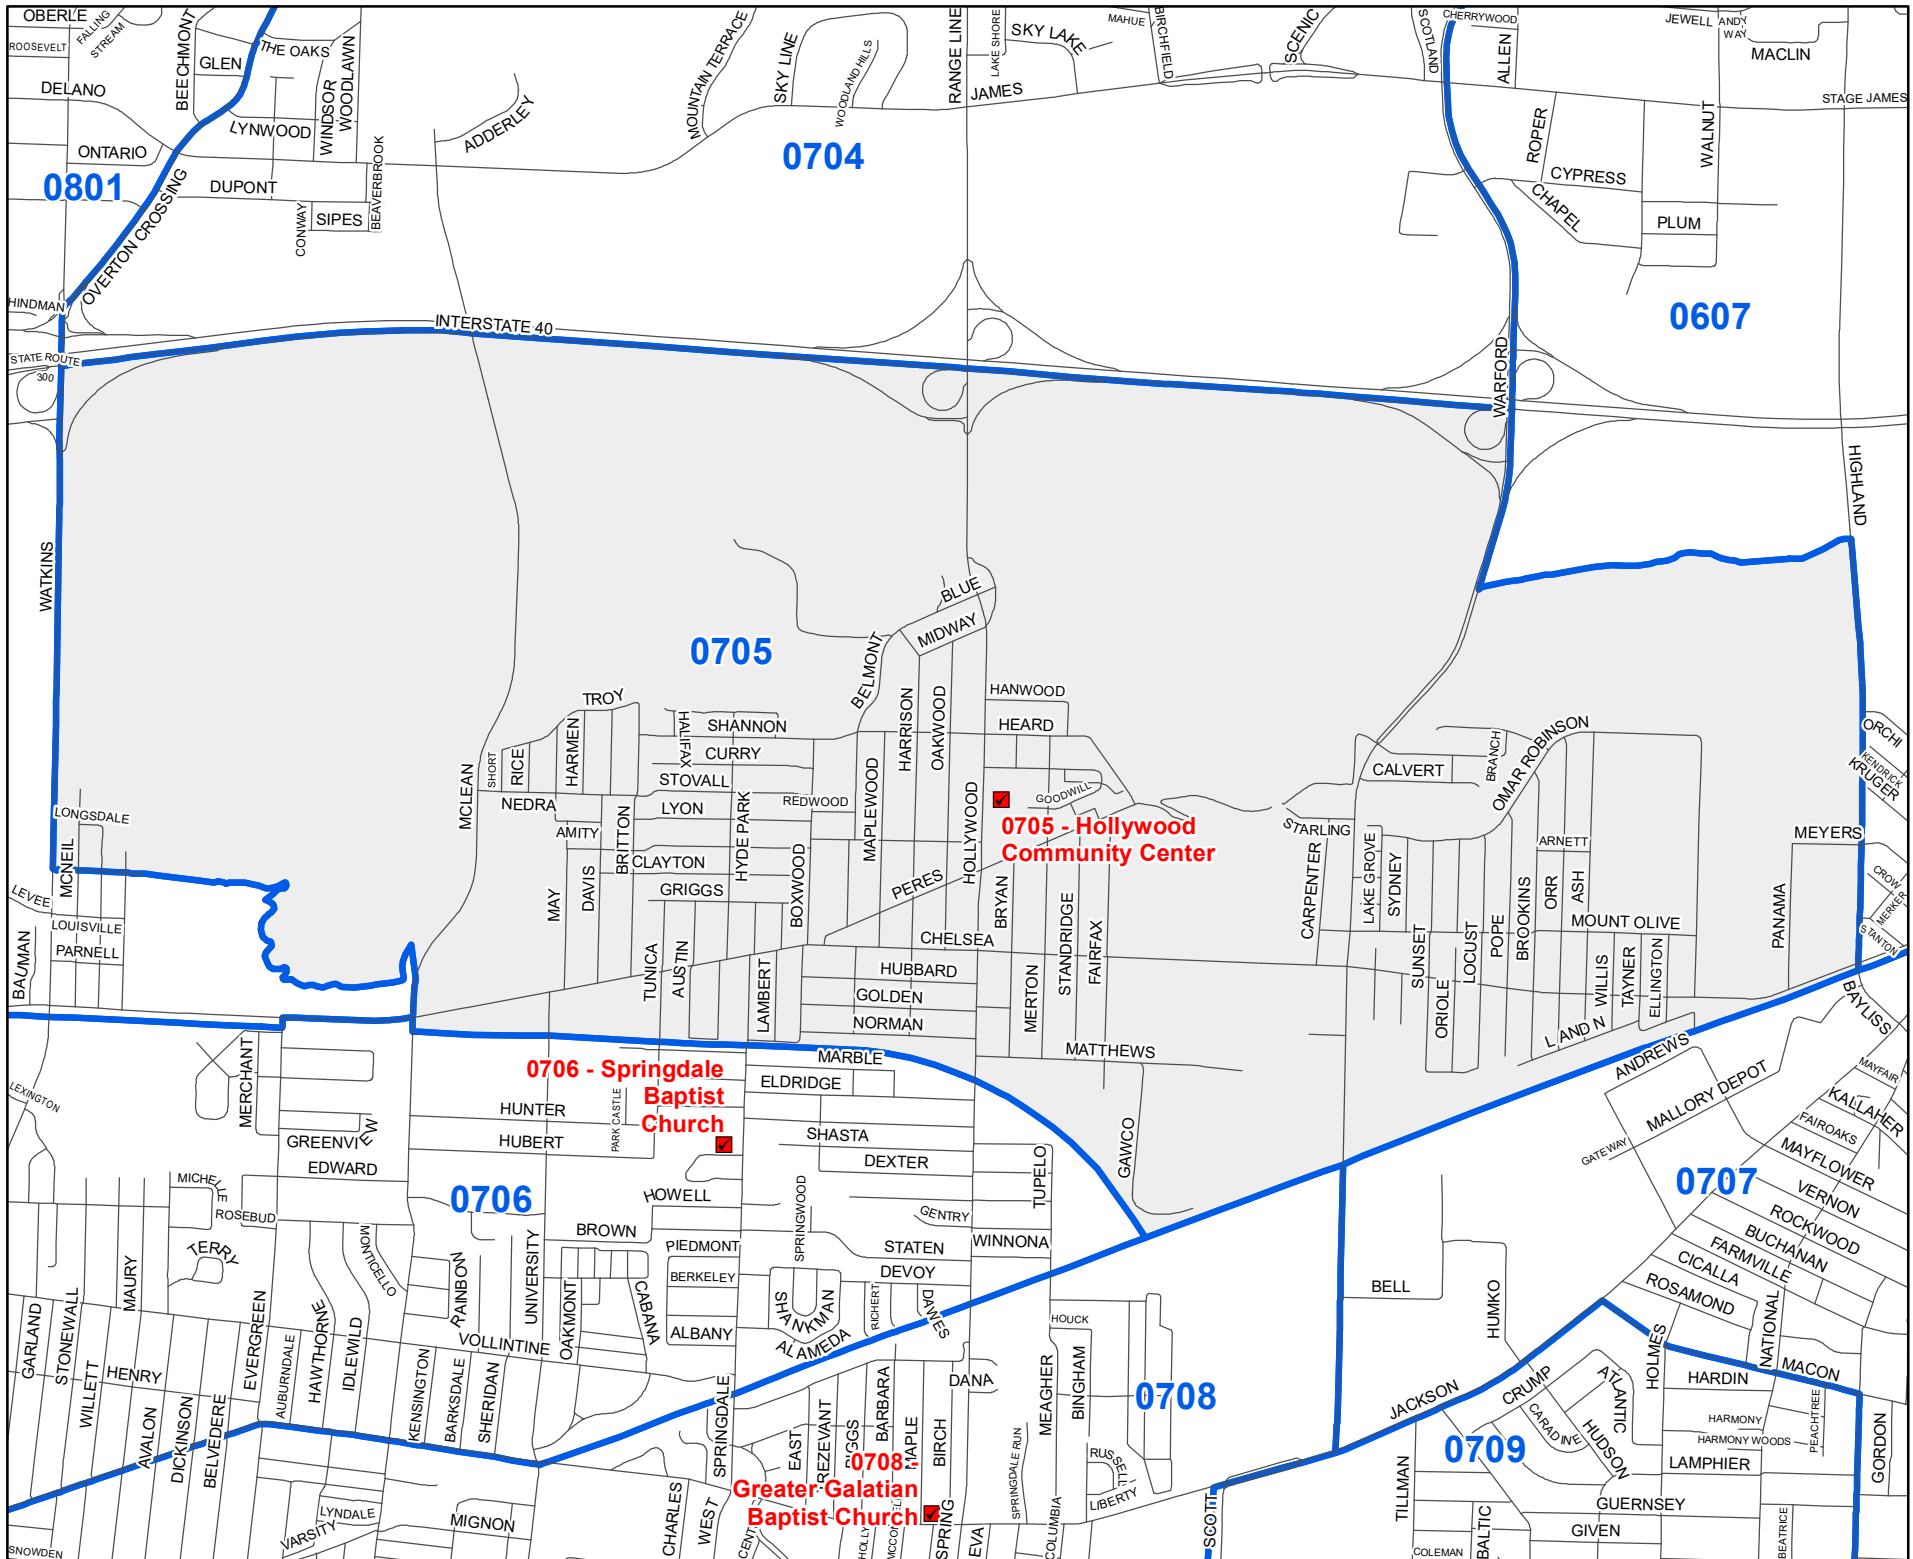 OBERLE
FALLING
STREAM
ROOSEVELT
BEECHMONT
THE OAKS
GLEN
WINDSOR
WOODLAWN
DELANO
LYNWOOD
ONTARIO
ADDERLEY
MOUNTAIN TERRACE
SKY LINE
WOODLAND HILLS
RANGE LINE
LAKE SHORE
SKY LAKE
MAHUE
BIRCHFIELD
SCENIC
SCOTLAND
CHERRYWOOD
ALLEN
JEWELL
ANDY
WAY
MACLIN
JAMES
STAGE JAMES
0704
0801
DUPONT
BEAVERBROOK
CONWAY
SIPES
OVERTON CROSSING
ROPER
WALNUT
CYPRESS
CHAPEL
PLUM
HINDMAN
INTERSTATE 40
STATE ROUTE
300
0607
WARFORD
HIGHLAND
WATKINS
BLUE
MIDWAY
0705
BELMONT
HARRISON
OAKWOOD
HANWOOD
HEARD
TROY
HALIFAX
SHANNON
CURRY
SHORT
RICE
HARMEN
STOVALL
MCLEAN
NEDRA
LYON
HYDE PARK
REDWOOD
MAPLEWOOD
HOLLYWOOD
GOODWILL
AMITY
BRITTON
CLAYTON
GRIGGS
MAY
DAVIS
BOXWOOD
PERES
0705 - Hollywood
Community Center
BRYAN
STANDRIDGE
FAIRFAX
CALVERT
BRANCH
OMAR ROBINSON
STARLING
CARPENTER
LAKE GROVE
SYDNEY
ARNETT
ORCHI
KENDRICK
KRUGER
MEYERS
LONGSDALE
MCNEIL
LEVEE
LOUISVILLE
PARNELL
BAUMAN
CHELSEA
HUBBARD
GOLDEN
NORMAN
TUNICA
AUSTIN
LAMBERT
MERTON
MATTHEWS
SUNSET
ORIOLE
LOCUST
POPE
BROOKINS
ORR
ASH
MOUNT OLIVE
WILLIS
TAYNER
ELLINGTON
PANAMA
CROW
MERKER
STANTON
BAYLISS
LAND N
ANDREWS
MERCHANT
MARBLE
0706 - Springdale
Baptist
Church
ELDRIDGE
LEXINGTON
HUNTER
HUBERT
PARK CASTLE
GREENVIEW
EDWARD
SHASTA
DEXTER
TUPELO
GAWCO
MALLORY DEPOT
GATEWAY
MAYFAIR
KALLAHER
FAIROAKS
MAYFLOWER
0707
VERNON
ROCKWOOD
BUCHANAN
FARMVILLE
CICALLA
ROSAMOND
MICHELLE
ROSEBUD
TERRY
0706
HOWELL
BROWN
SPRINGWOOD
GENTRY
WINNONA
STATEN
DEVOY
PIEDMONT
BERKELEY
ALBANY
SHANKMAN
RICHERT
DAWES
ALAMEDA
MAURY
MONTICELLO
RAINBON
UNIVERSITY
OAKMONT
CABANA
VOLLINTINE
GARLAND
STONEWALL
WILLETT
HENRY
AVALON
DICKINSON
BELVEDERE
EVERGREEN
AUBURNDALE
HAWTHORNE
IDLEWILD
KENSINGTON
BARKSDALE
SHERIDAN
SPRINGDALE
BELL
HUMKO
HOUCK
MEAGHER
BINGHAM
DANA
0708
JACKSON
CRUMP
CARADINE
HUDSON
ATLANTIC
HOLMES
NATIONAL
MACON
HARDIN
HARMONY
HARMONY WOODS
PEACHTREE
LAMPHIER
GORDON
0709
EAST
TREZEVANT
RIGGS
BARBARA
MAPLE
BIRCH
0708 -
Greater Galatian
Baptist Church
SPRINGDALE RUN
RUSSELL
LIBERTY
COLUMBIA
SCOTT
TILLMAN
GUERNSEY
BALTIC
GIVEN
COLEMAN
BEATRICE
LYNDALE
VARSITY
MIGNON
SNOWDEN
CHARLES
WEST
CENT
HOLLY
MCCO
SPRING
EVA